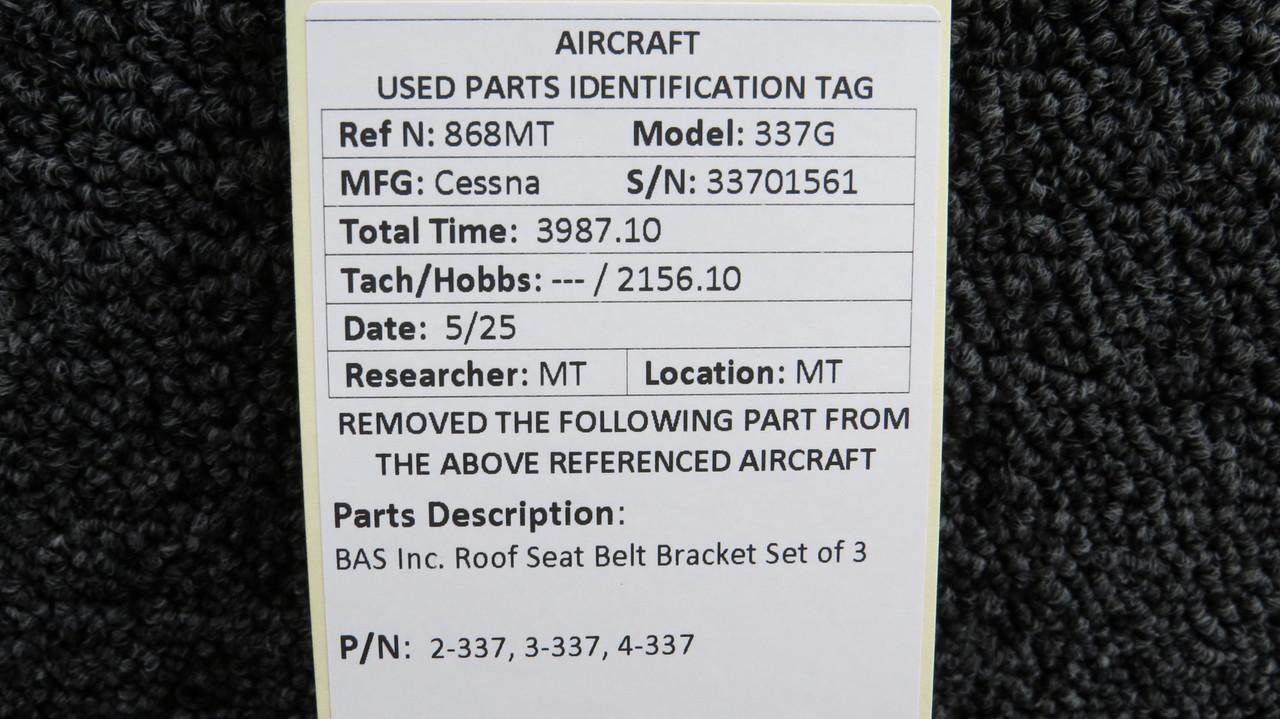 AIRCRAFT
USED PARTS IDENTIFICATION TAG
Ref N: 868MT Model: 337G
MFG: Cessna S/N: 33701561
Total Time: 3987.10
Tach/Hobbs: --- / 2156.10
Date: 5/25
Researcher: MT Location: MT
REMOVED THE FOLLOWING PART FROM
THE ABOVE REFERENCED AIRCRAFT
Parts Description:
BAS Inc. Roof Seat Belt Bracket Set of 3
P/N: 2-337, 3-337, 4-337